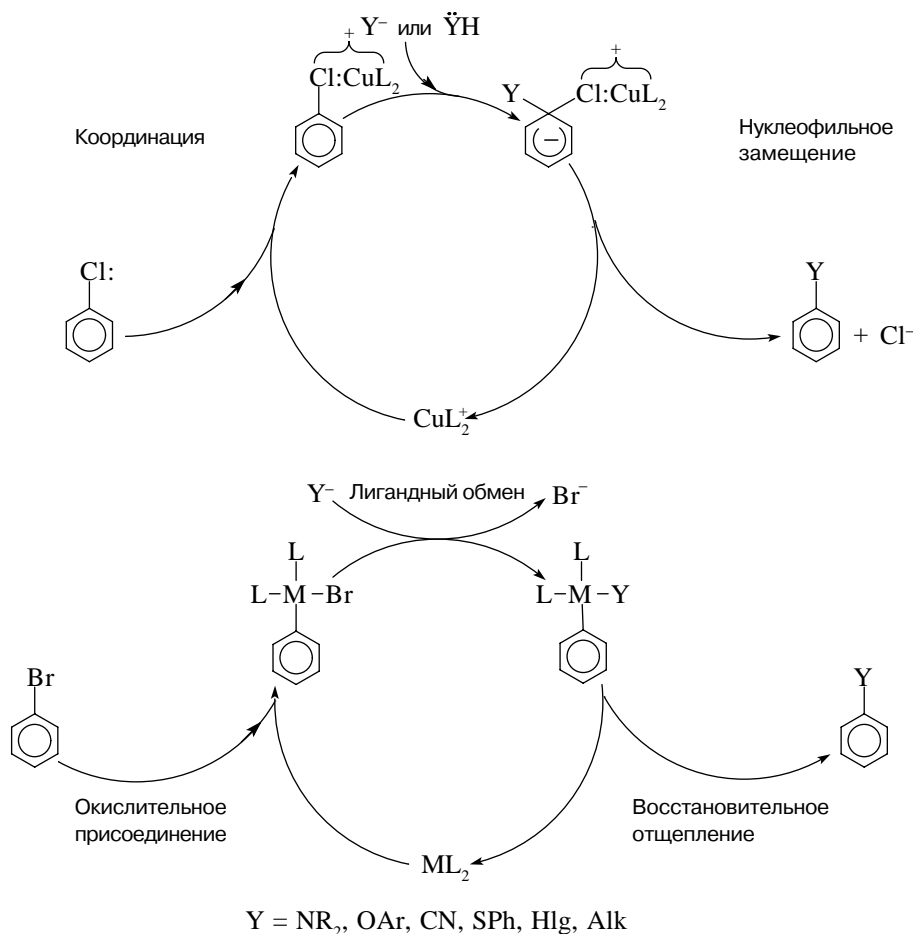 + Y⁻ или ŸH
Cl:CuL₂
+
Y
Cl:CuL₂
−
Координация
Нуклеофильное
замещение
Cl:
Y
+ Cl⁻
CuL₂⁺
Y⁻ Лигандный обмен Br⁻
L
L–M–Br
L
L–M–Y
Br
Y
Окислительное
присоединение
Восстановительное
отщепление
ML₂
Y = NR₂, OAr, CN, SPh, Hlg, Alk